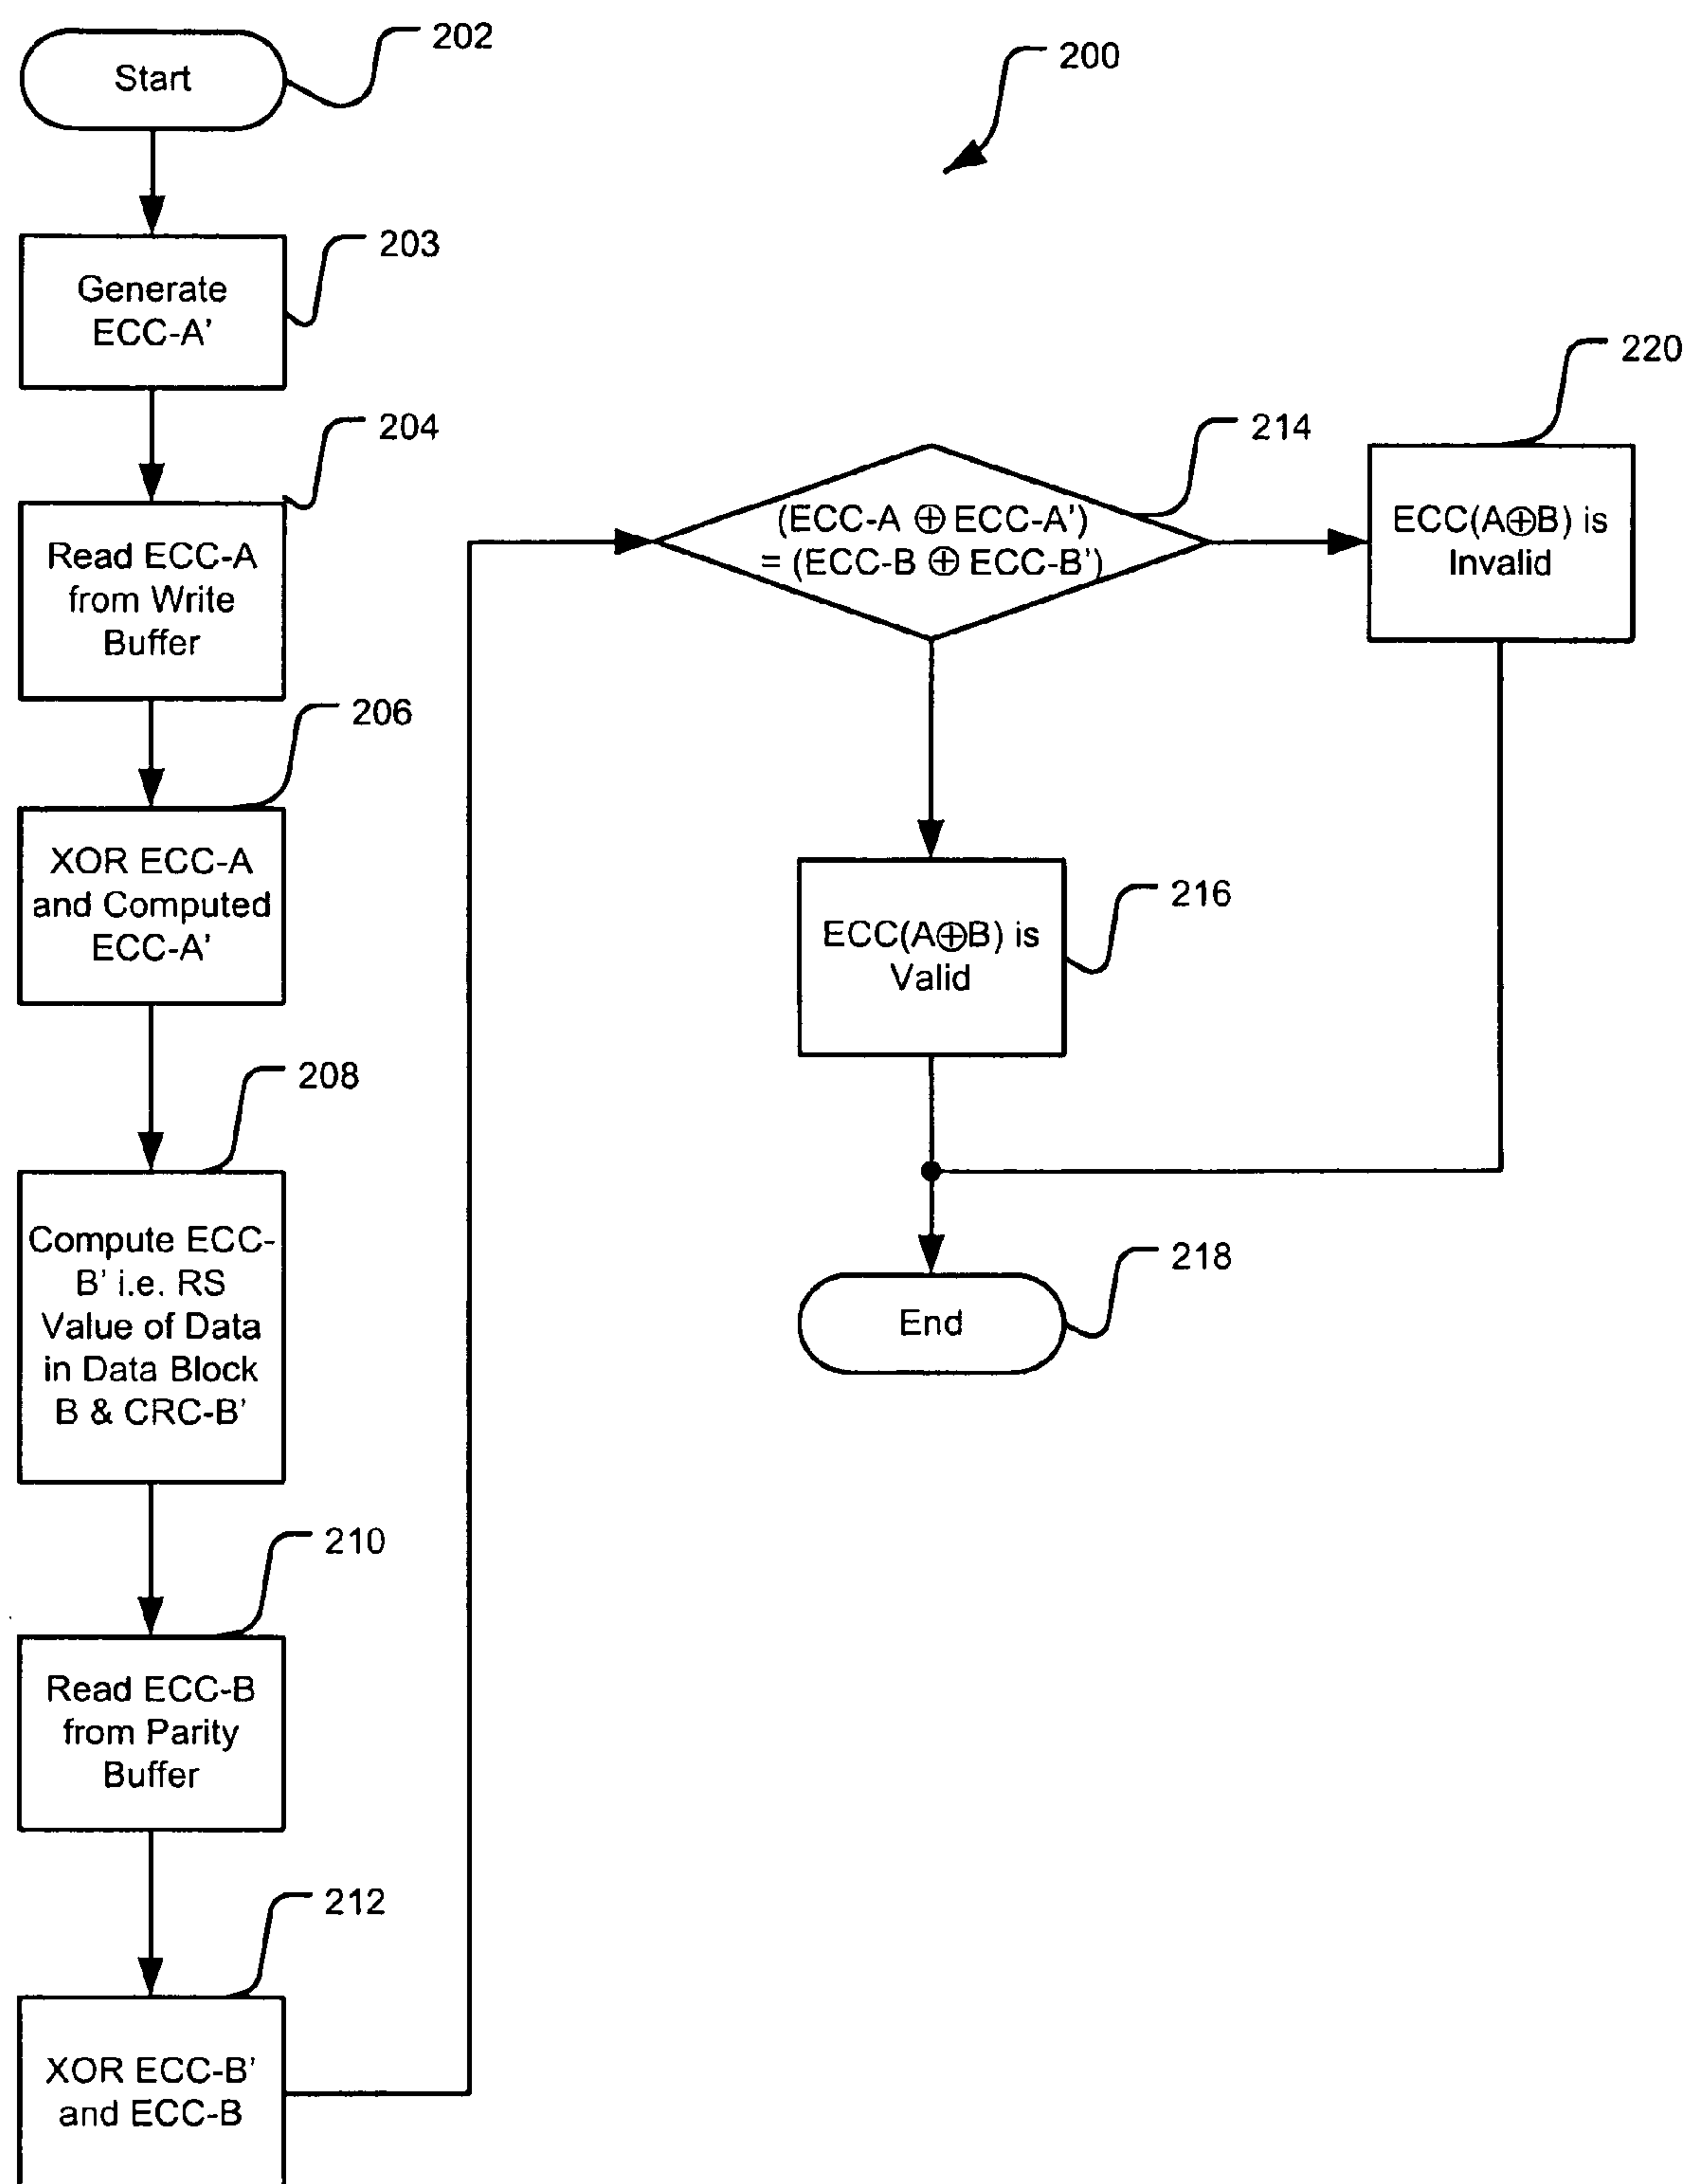 202
Start
200
203
Generate
ECC-A'
204
Read ECC-A
from Write
Buffer
206
XOR ECC-A
and Computed
ECC-A'
208
Compute ECC-
B' i.e. RS
Value of Data
in Data Block
B & CRC-B'
210
Read ECC-B
from Parity
Buffer
212
XOR ECC-B'
and ECC-B
214
(ECC-A ⊕ ECC-A')
= (ECC-B ⊕ ECC-B')
220
ECC(A⊕B) is
Invalid
216
ECC(A⊕B) is
Valid
218
End